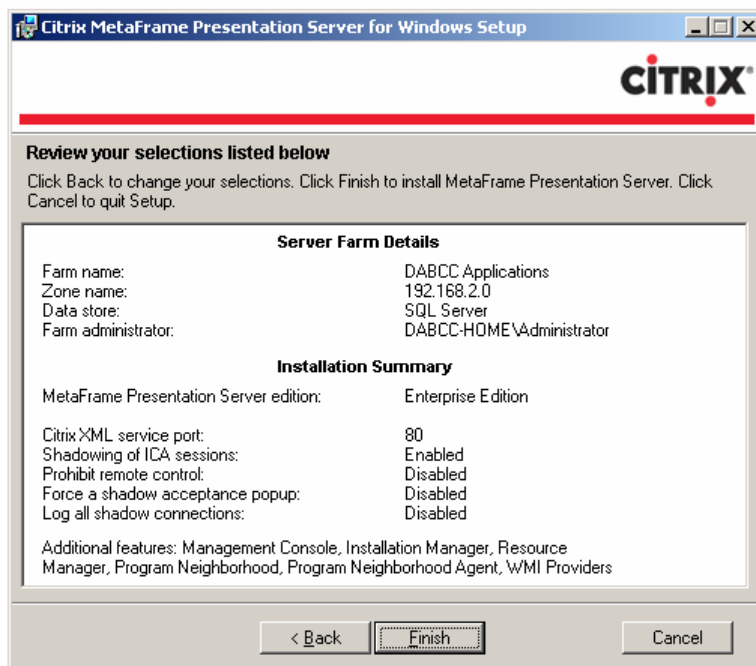 Citrix MetaFrame Presentation Server for Windows Setup
CITRIX®
Review your selections listed below
Click Back to change your selections. Click Finish to install MetaFrame Presentation Server. Click
Cancel to quit Setup.
Server Farm Details
Farm name: DABCC Applications
Zone name: 192.168.2.0
Data store: SQL Server
Farm administrator: DABCC-HOME\Administrator
Installation Summary
MetaFrame Presentation Server edition: Enterprise Edition
Citrix XML service port: 80
Shadowing of ICA sessions: Enabled
Prohibit remote control: Disabled
Force a shadow acceptance popup: Disabled
Log all shadow connections: Disabled
Additional features: Management Console, Installation Manager, Resource
Manager, Program Neighborhood, Program Neighborhood Agent, WMI Providers
< Back Finish Cancel